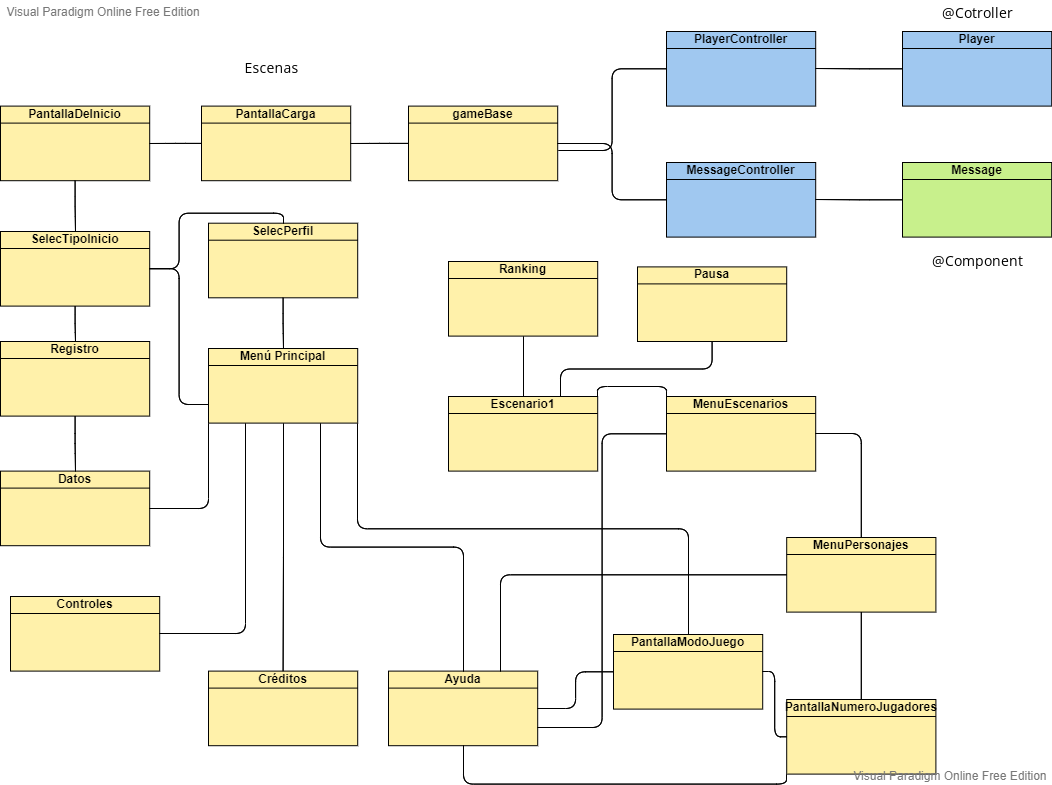 Visual Paradigm Online Free Edition
@Cotroller
PlayerController
Player
Escenas
PantallaDeInicio
PantallaCarga
gameBase
MessageController
Message
SelecTipoInicio
SelecPerfil
@Component
Ranking
Pausa
Registro
Menú Principal
Escenario1
MenuEscenarios
Datos
MenuPersonajes
Controles
PantallaModoJuego
Créditos
Ayuda
PantallaNumeroJugadores
Visual Paradigm Online Free Edition